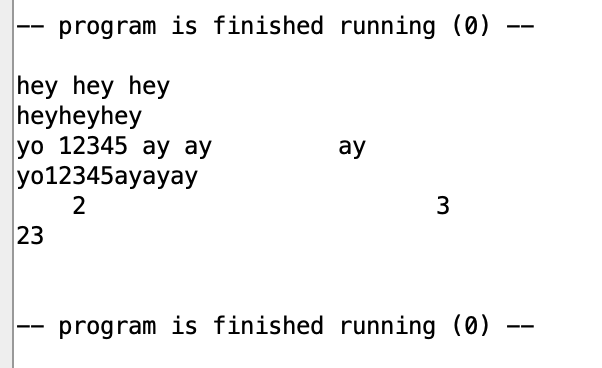 -- program is finished running (0) --

hey hey hey
heyheyhey
yo 12345 ay ay         ay
yo12345ayayay
    2                         3
23


-- program is finished running (0) --